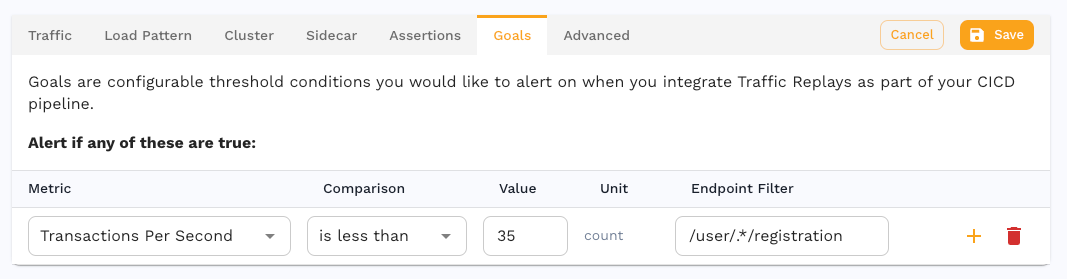 Traffic Load Pattern Cluster Sidecar Assertions Goals Advanced Cancel Save
Goals are configurable threshold conditions you would like to alert on when you integrate Traffic Replays as part of your CICD
pipeline.
Alert if any of these are true:
Metric Comparison Value Unit Endpoint Filter
Transactions Per Second is less than 35 count /user/.*/registration